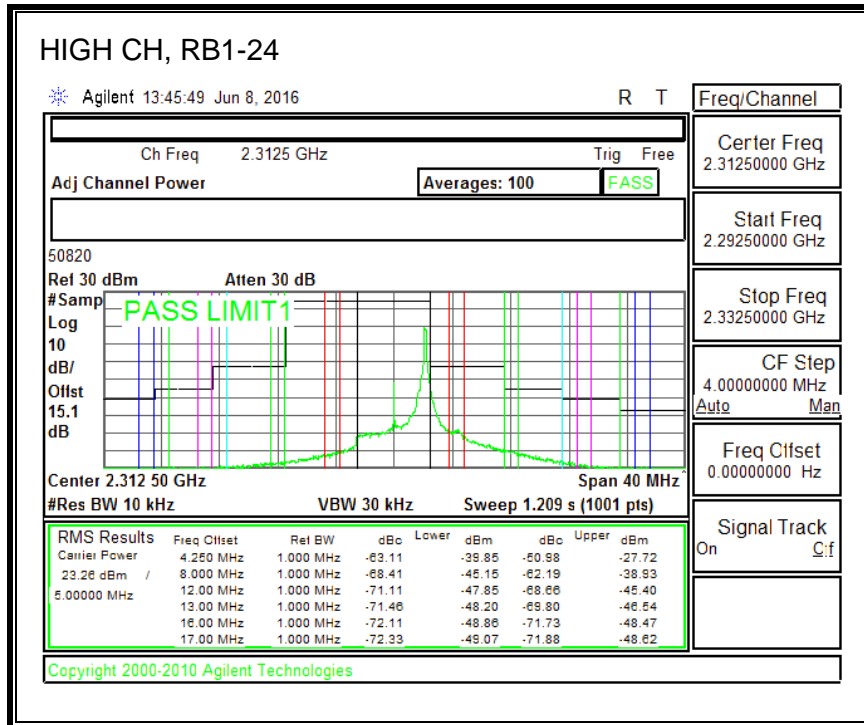 HIGH CH, RB1-24
Agilent 13:45:49 Jun 8, 2016 R T
Freq/Channel
Ch Freq 2.3125 GHz Trig Free
Adj Channel Power Averages: 100 PASS
Center Freq
2.31250000 GHz
Start Freq
2.29250000 GHz
50820
Ref 30 dBm Atten 30 dB
#Samp
Log
10
dB/
Offst
15.1
dB
PASS LIMIT1
Stop Freq
2.33250000 GHz
CF Step
4.00000000 MHz
Auto Man
Freq Offset
0.00000000 Hz
Center 2.312 50 GHz Span 40 MHz
#Res BW 10 kHz VBW 30 kHz Sweep 1.209 s (1001 pts)
Signal Track
On Off
RMS Results Freq Offset Ref BW dBc Lower dBm dBc Upper dBm
Carrier Power 4.250 MHz 1.000 MHz -63.11 -39.85 -50.98 -27.72
23.26 dBm / 8.000 MHz 1.000 MHz -68.41 -45.15 -62.19 -38.93
5.00000 MHz 12.00 MHz 1.000 MHz -71.11 -47.85 -68.66 -45.40
13.00 MHz 1.000 MHz -71.46 -48.20 -69.80 -46.54
16.00 MHz 1.000 MHz -72.11 -48.86 -71.73 -48.47
17.00 MHz 1.000 MHz -72.33 -49.07 -71.88 -48.62
Copyright 2000-2010 Agilent Technologies